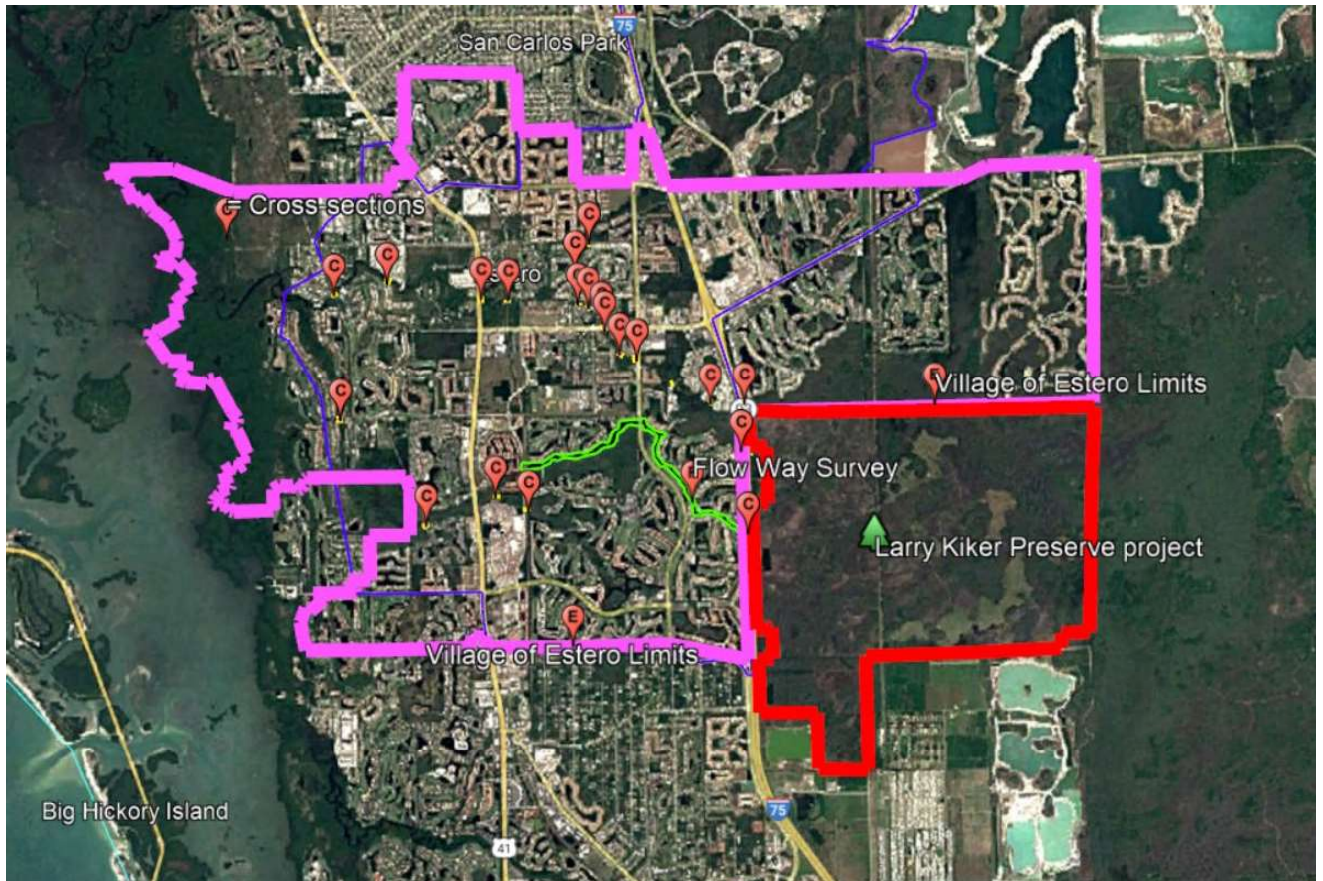 75
San Carlos Park
= Cross sections
C
C
C
C
C
C
C
stero
C
C
C
C
C
C
C
C
Village of Estero Limits
C
C
Flow Way Survey
C
C
C
C
Larry Kiker Preserve project
E
Village of Estero Limits
Big Hickory Island
75
41